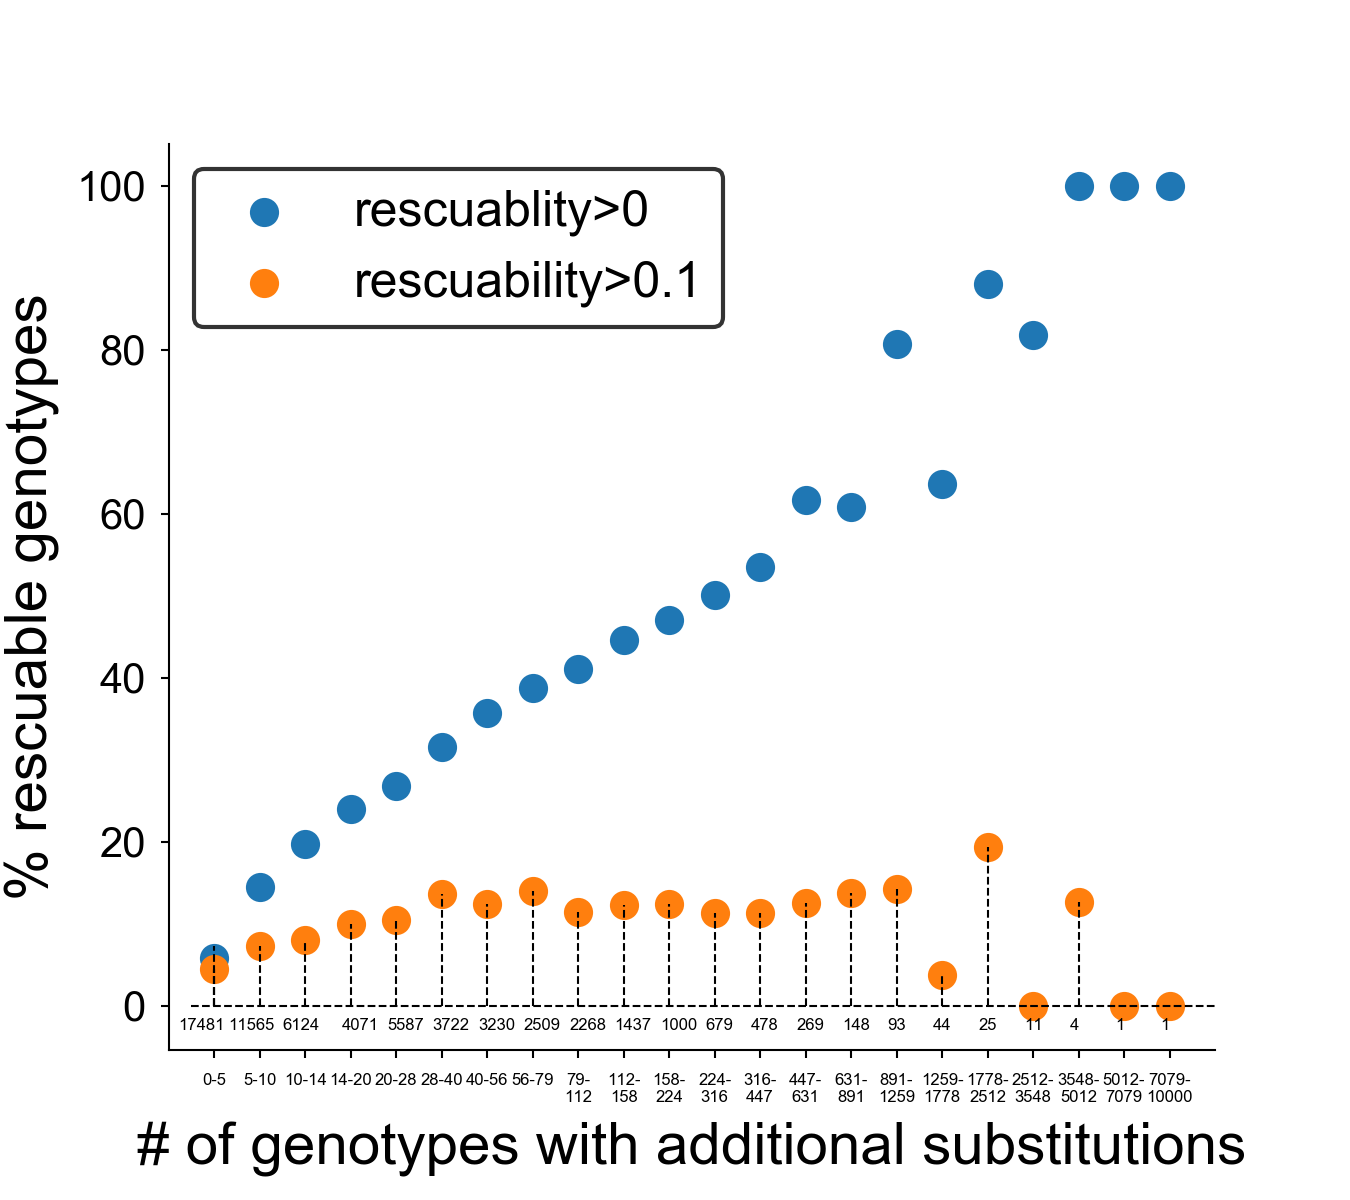 rescuablity>0
rescuability>0.1
% rescuable genotypes
100
80
60
40
20
0
17481 11565 6124 4071 5587 3722 3230 2509 2268 1437 1000 679 478 269 148 93 44 25 11 4 1 1
0-5 5-10 10-14 14-20 20-28 28-40 40-56 56-79 79- 112- 158- 224- 316- 447- 631- 891- 1259- 1778- 2512- 3548- 5012- 7079-
112 158 224 316 447 631 891 1259 1778 2512 3548 5012 7079 10000
# of genotypes with additional substitutions